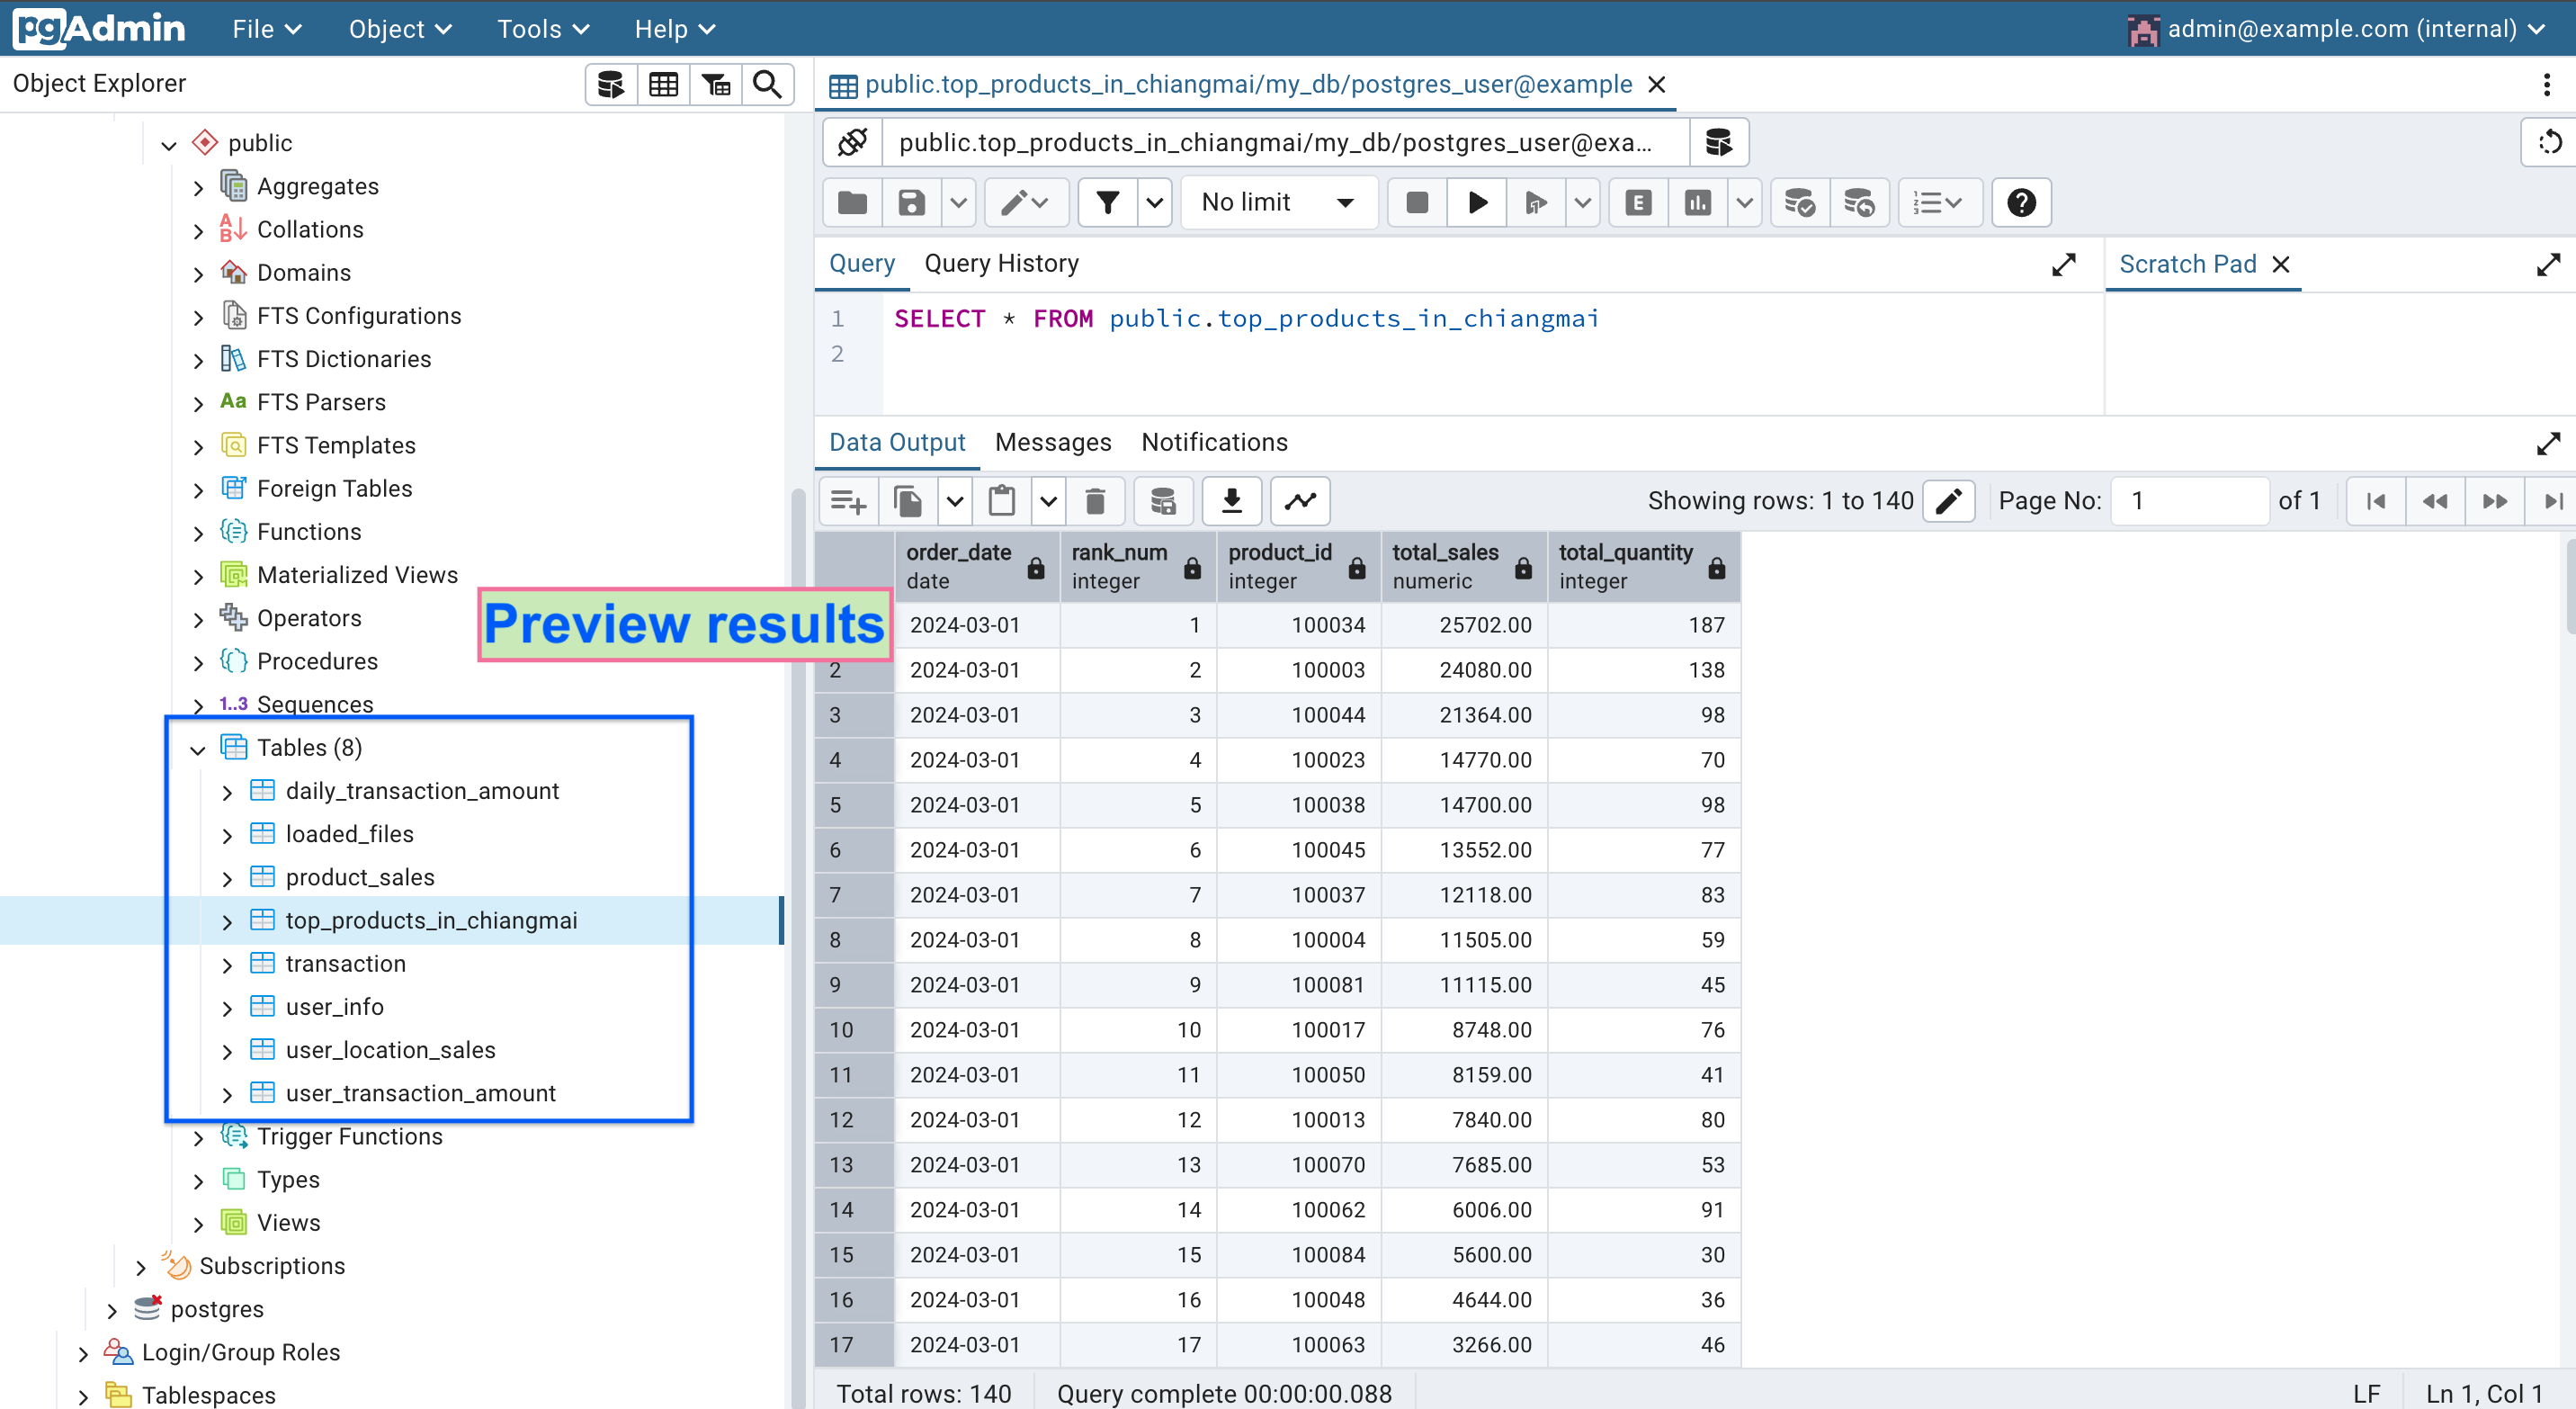 pgAdmin File Object Tools Help admin@example.com (internal)
Object Explorer
public
Aggregates
Collations
Domains
FTS Configurations
FTS Dictionaries
Aa FTS Parsers
FTS Templates
Foreign Tables
Functions
Materialized Views
Operators
Procedures
1..3 Sequences
Tables (8)
daily_transaction_amount
loaded_files
product_sales
top_products_in_chiangmai
transaction
user_info
user_location_sales
user_transaction_amount
Trigger Functions
Types
Views
Subscriptions
postgres
Login/Group Roles
Tablespaces
Preview results
public.top_products_in_chiangmai/my_db/postgres_user@example
public.top_products_in_chiangmai/my_db/postgres_user@exa...
No limit E
Query Query History Scratch Pad
1 SELECT * FROM public.top_products_in_chiangmai
2
Data Output Messages Notifications
Showing rows: 1 to 140 Page No: 1 of 1
order_date rank_num product_id total_sales total_quantity
date integer integer numeric integer
2024-03-01 1 100034 25702.00 187
2 2024-03-01 2 100003 24080.00 138
3 2024-03-01 3 100044 21364.00 98
4 2024-03-01 4 100023 14770.00 70
5 2024-03-01 5 100038 14700.00 98
6 2024-03-01 6 100045 13552.00 77
7 2024-03-01 7 100037 12118.00 83
8 2024-03-01 8 100004 11505.00 59
9 2024-03-01 9 100081 11115.00 45
10 2024-03-01 10 100017 8748.00 76
11 2024-03-01 11 100050 8159.00 41
12 2024-03-01 12 100013 7840.00 80
13 2024-03-01 13 100070 7685.00 53
14 2024-03-01 14 100062 6006.00 91
15 2024-03-01 15 100084 5600.00 30
16 2024-03-01 16 100048 4644.00 36
17 2024-03-01 17 100063 3266.00 46
Total rows: 140 Query complete 00:00:00.088 LF Ln 1, Col 1